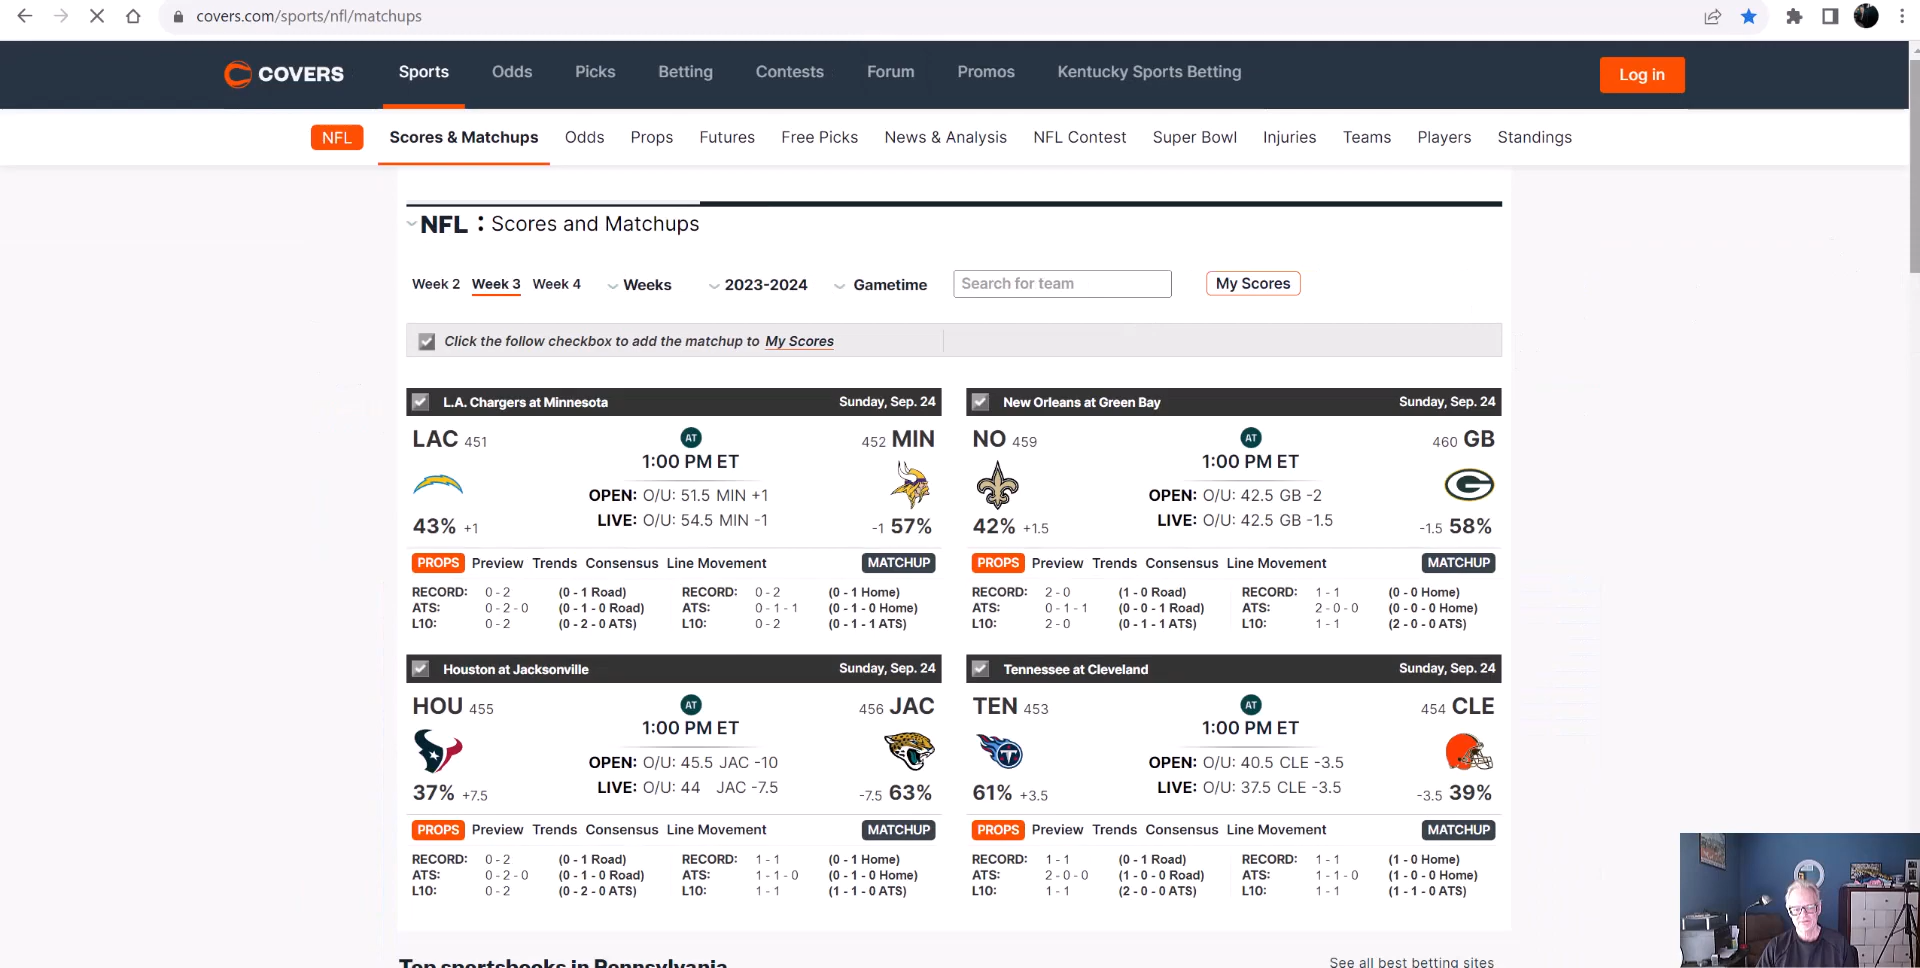 covers.com/sports/nfl/matchups
COVERS Sports Odds Picks Betting Contests Forum Promos Kentucky Sports Betting Log in
NFL Scores & Matchups Odds Props Futures Free Picks News & Analysis NFL Contest Super Bowl Injuries Teams Players Standings
NFL : Scores and Matchups
Week 2 Week 3 Week 4 Weeks 2023-2024 Gametime Search for team My Scores
Click the follow checkbox to add the matchup to My Scores
L.A. Chargers at Minnesota Sunday, Sep. 24
LAC 451 AT 452 MIN
1:00 PM ET
OPEN: O/U: 51.5 MIN +1
LIVE: O/U: 54.5 MIN -1
43% +1 -1 57%
PROPS Preview Trends Consensus Line Movement MATCHUP
RECORD: 0 - 2 (0 - 1 Road) RECORD: 0 - 2 (0 - 1 Home)
ATS: 0 - 2 - 0 (0 - 1 - 0 Road) ATS: 0 - 1 - 1 (0 - 1 - 0 Home)
L10: 0 - 2 (0 - 2 - 0 ATS) L10: 0 - 2 (0 - 1 - 1 ATS)
New Orleans at Green Bay Sunday, Sep. 24
NO 459 AT 460 GB
1:00 PM ET
OPEN: O/U: 42.5 GB -2
LIVE: O/U: 42.5 GB -1.5
42% +1.5 -1.5 58%
PROPS Preview Trends Consensus Line Movement MATCHUP
RECORD: 2 - 0 (1 - 0 Road) RECORD: 1 - 1 (0 - 0 Home)
ATS: 0 - 1 - 1 (0 - 0 - 1 Road) ATS: 2 - 0 - 0 (0 - 0 - 0 Home)
L10: 2 - 0 (0 - 1 - 1 ATS) L10: 1 - 1 (2 - 0 - 0 ATS)
Houston at Jacksonville Sunday, Sep. 24
HOU 455 AT 456 JAC
1:00 PM ET
OPEN: O/U: 45.5 JAC -10
LIVE: O/U: 44 JAC -7.5
37% +7.5 -7.5 63%
PROPS Preview Trends Consensus Line Movement MATCHUP
RECORD: 0 - 2 (0 - 1 Road) RECORD: 1 - 1 (0 - 1 Home)
ATS: 0 - 2 - 0 (0 - 1 - 0 Road) ATS: 1 - 1 - 0 (0 - 1 - 0 Home)
L10: 0 - 2 (0 - 2 - 0 ATS) L10: 1 - 1 (1 - 1 - 0 ATS)
Tennessee at Cleveland Sunday, Sep. 24
TEN 453 AT 454 CLE
1:00 PM ET
OPEN: O/U: 40.5 CLE -3.5
LIVE: O/U: 37.5 CLE -3.5
61% +3.5 -3.5 39%
PROPS Preview Trends Consensus Line Movement MATCHUP
RECORD: 1 - 1 (0 - 1 Road) RECORD: 1 - 1 (1 - 0 Home)
ATS: 2 - 0 - 0 (1 - 0 - 0 Road) ATS: 1 - 1 - 0 (1 - 0 - 0 Home)
L10: 1 - 1 (2 - 0 - 0 ATS) L10: 1 - 1 (1 - 1 - 0 ATS)
Top sportsbooks in Pennsylvania See all best betting sites